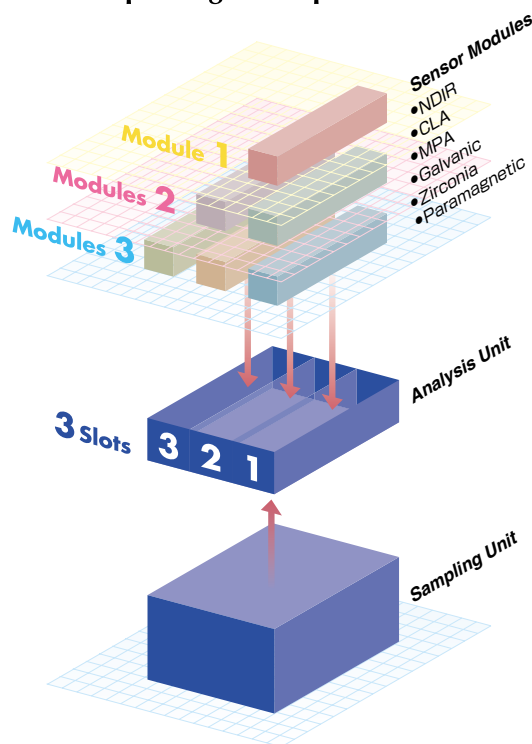 Sensor Modules
•NDIR
•CLA
•MPA
•Galvanic
•Zirconia
•Paramagnetic
Module 1
Modules 2
Modules 3
Analysis Unit
3 Slots
3 2 1
Sampling Unit